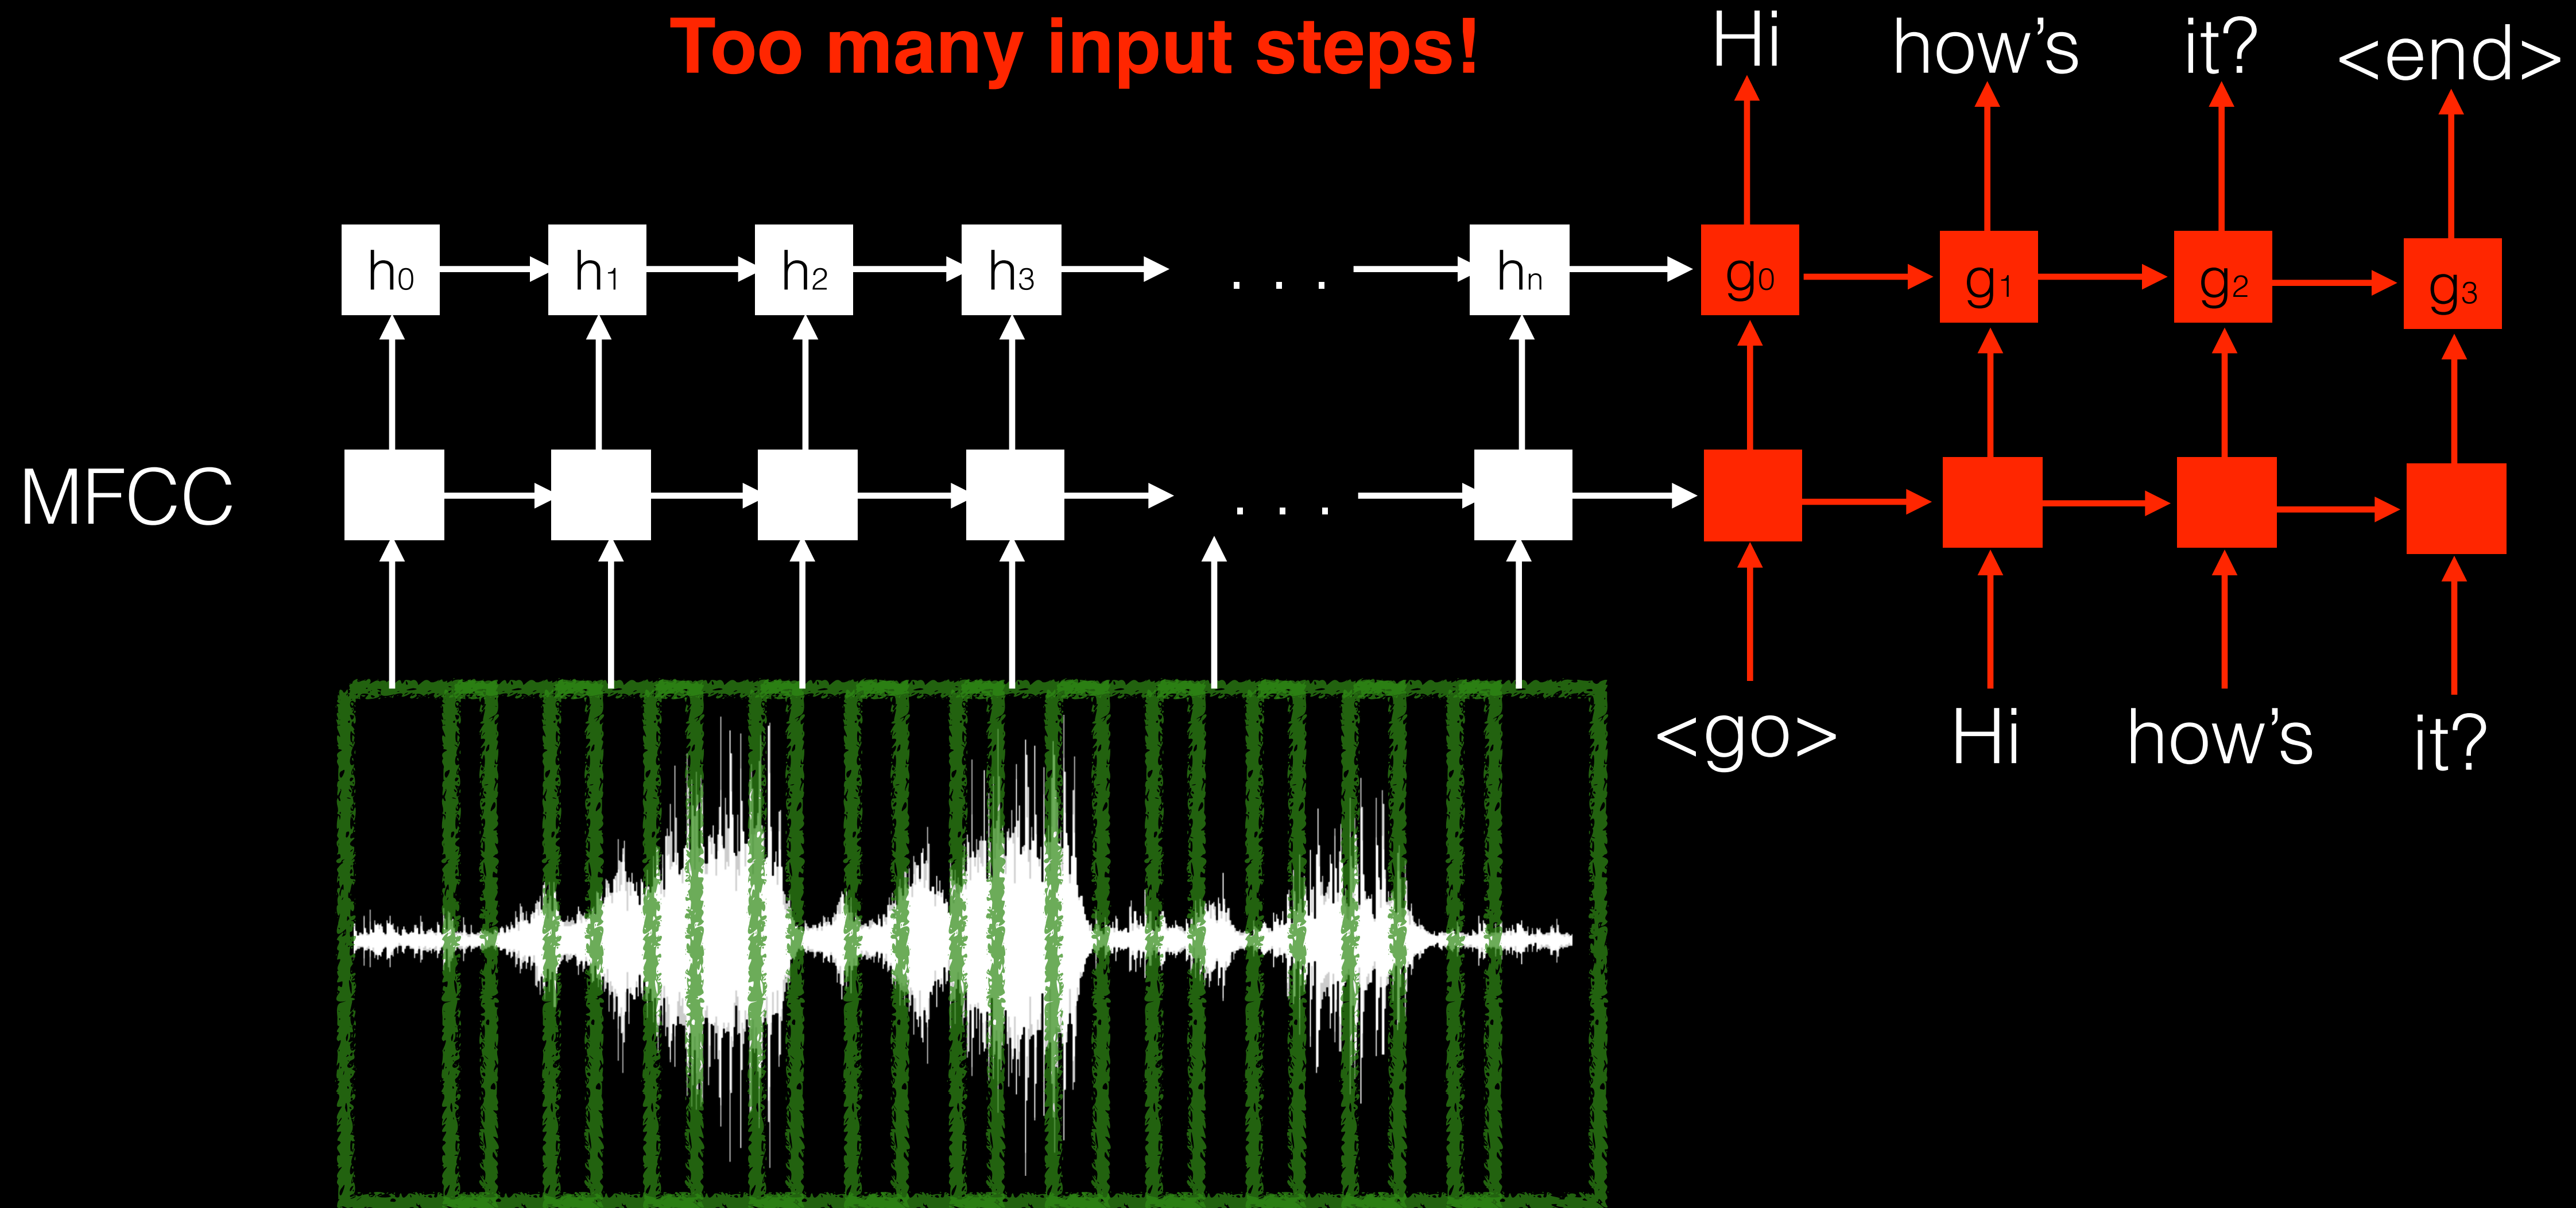 Too many input steps!
Hi how's it? <end>
h0 h1 h2 h3 . . . hn g0 g1 g2 g3
MFCC . . .
<go> Hi how's it?